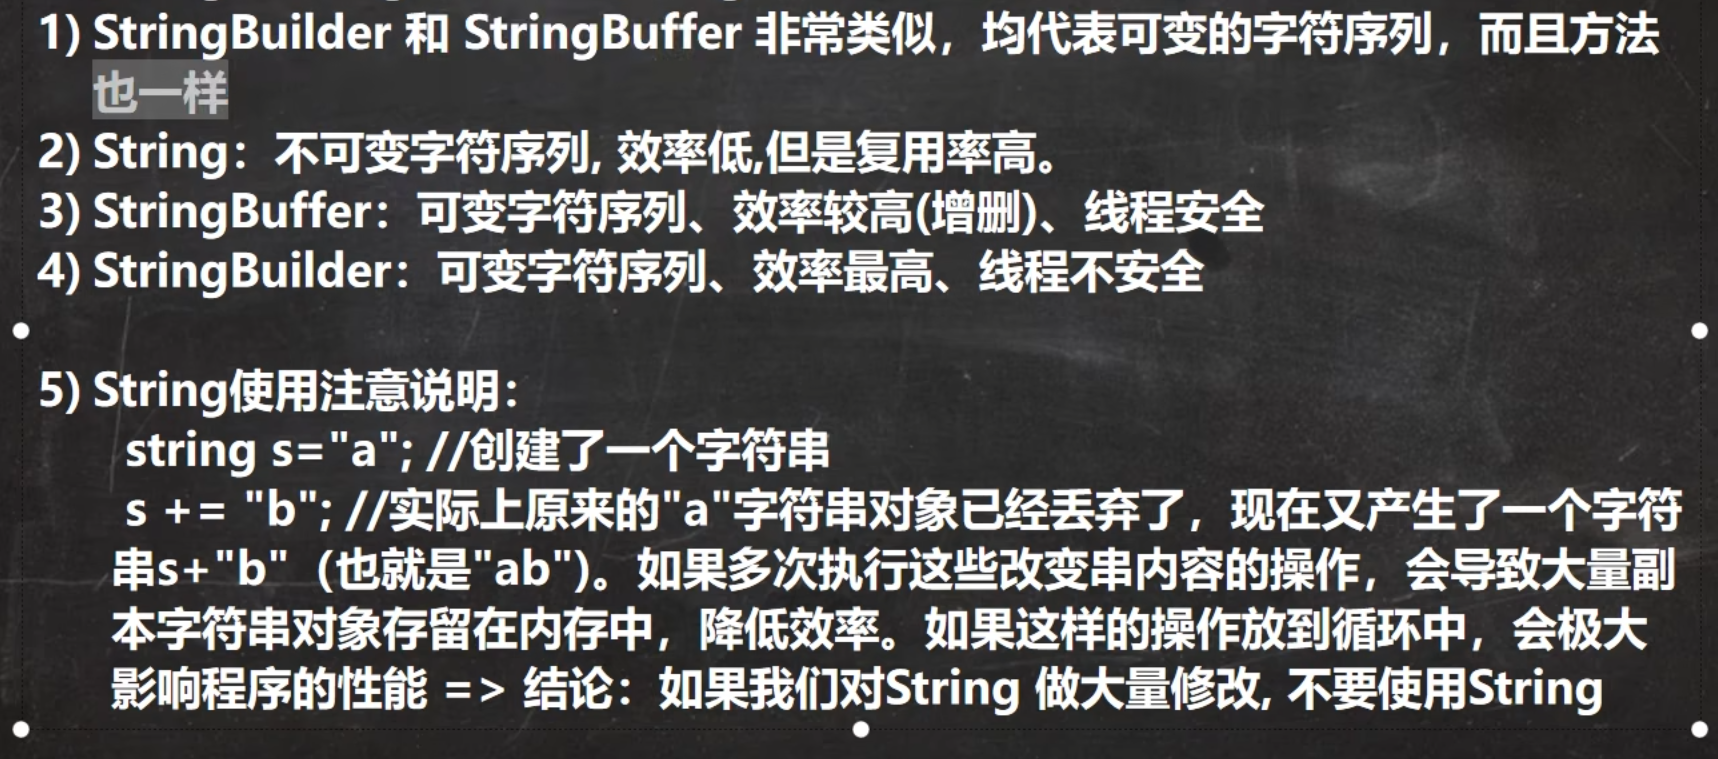 1) StringBuilder 和 StringBuffer 非常类似，均代表可变的字符序列，而且方法
也一样
2) String：不可变字符序列, 效率低,但是复用率高。
3) StringBuffer：可变字符序列、效率较高(增删)、线程安全
4) StringBuilder：可变字符序列、效率最高、线程不安全
5) String使用注意说明：
string s="a"; //创建了一个字符串
s += "b"; //实际上原来的"a"字符串对象已经丢弃了，现在又产生了一个字符
串s+"b"（也就是"ab")。如果多次执行这些改变串内容的操作，会导致大量副
本字符串对象存留在内存中，降低效率。如果这样的操作放到循环中，会极大
影响程序的性能 => 结论：如果我们对String 做大量修改, 不要使用String